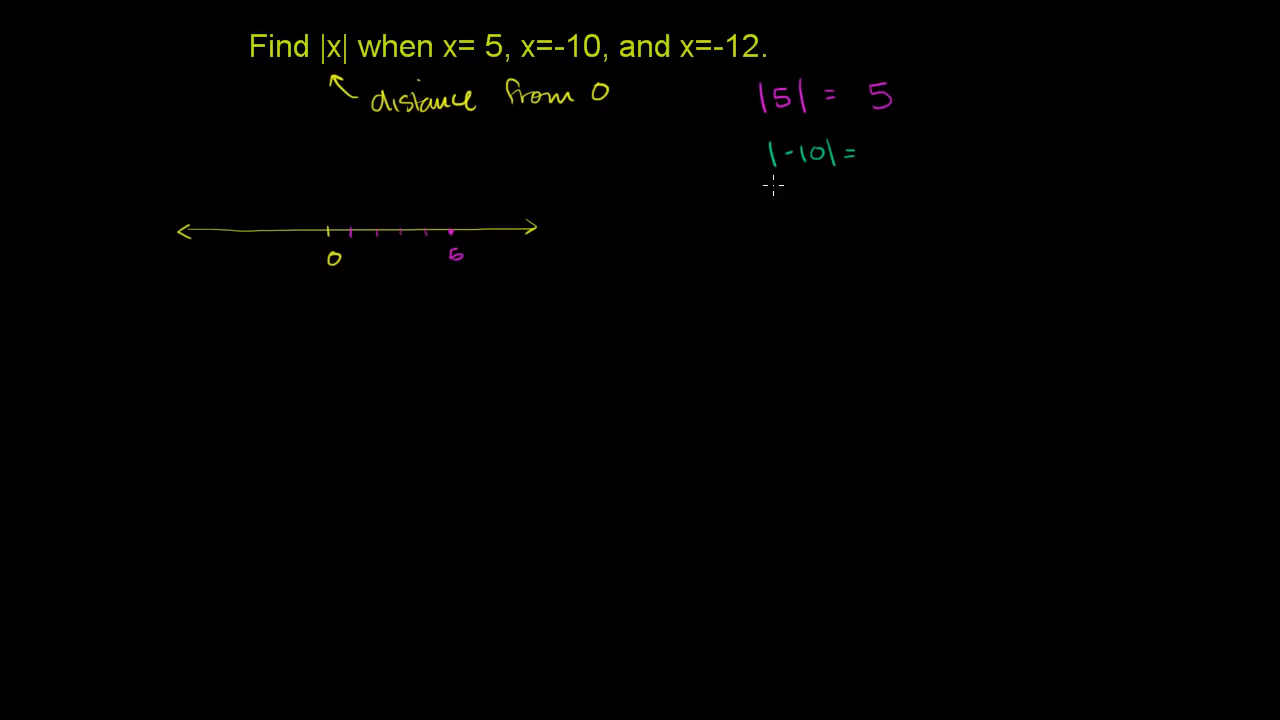 Find |x| when x= 5, x=-10, and x=-12.
distance from 0
|5| = 5
|-10| =
0 5